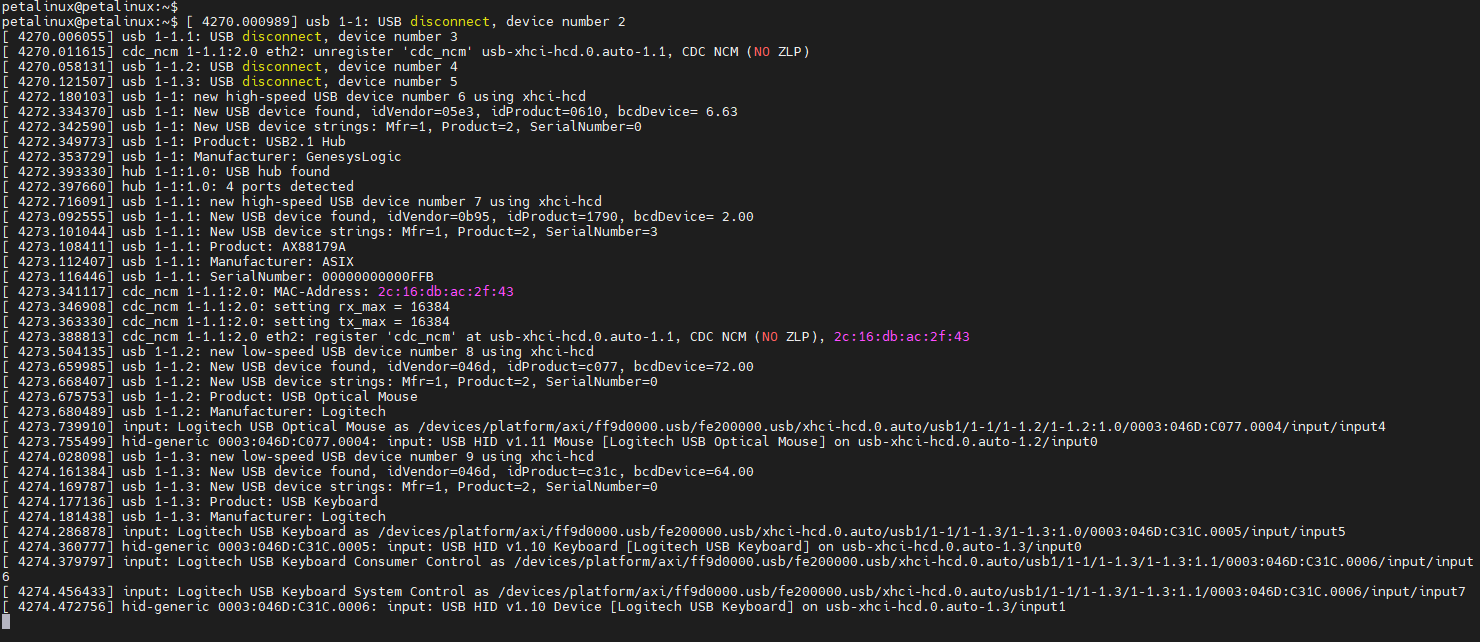 petalinux@petalinux:~$
petalinux@petalinux:~$ [ 4270.000989] usb 1-1: USB disconnect, device number 2
[ 4270.006055] usb 1-1.1: USB disconnect, device number 3
[ 4270.011615] cdc_ncm 1-1.1:2.0 eth2: unregister 'cdc_ncm' usb-xhci-hcd.0.auto-1.1, CDC NCM (NO ZLP)
[ 4270.058131] usb 1-1.2: USB disconnect, device number 4
[ 4270.121507] usb 1-1.3: USB disconnect, device number 5
[ 4272.180103] usb 1-1: new high-speed USB device number 6 using xhci-hcd
[ 4272.334370] usb 1-1: New USB device found, idVendor=05e3, idProduct=0610, bcdDevice= 6.63
[ 4272.342590] usb 1-1: New USB device strings: Mfr=1, Product=2, SerialNumber=0
[ 4272.349773] usb 1-1: Product: USB2.1 Hub
[ 4272.353729] usb 1-1: Manufacturer: GenesysLogic
[ 4272.393330] hub 1-1:1.0: USB hub found
[ 4272.397660] hub 1-1:1.0: 4 ports detected
[ 4272.716091] usb 1-1.1: new high-speed USB device number 7 using xhci-hcd
[ 4273.092555] usb 1-1.1: New USB device found, idVendor=0b95, idProduct=1790, bcdDevice= 2.00
[ 4273.101044] usb 1-1.1: New USB device strings: Mfr=1, Product=2, SerialNumber=3
[ 4273.108411] usb 1-1.1: Product: AX88179A
[ 4273.112407] usb 1-1.1: Manufacturer: ASIX
[ 4273.116446] usb 1-1.1: SerialNumber: 00000000000FFB
[ 4273.341117] cdc_ncm 1-1.1:2.0: MAC-Address: 2c:16:db:ac:2f:43
[ 4273.346908] cdc_ncm 1-1.1:2.0: setting rx_max = 16384
[ 4273.363330] cdc_ncm 1-1.1:2.0: setting tx_max = 16384
[ 4273.388813] cdc_ncm 1-1.1:2.0 eth2: register 'cdc_ncm' at usb-xhci-hcd.0.auto-1.1, CDC NCM (NO ZLP), 2c:16:db:ac:2f:43
[ 4273.504135] usb 1-1.2: new low-speed USB device number 8 using xhci-hcd
[ 4273.659985] usb 1-1.2: New USB device found, idVendor=046d, idProduct=c077, bcdDevice=72.00
[ 4273.668407] usb 1-1.2: New USB device strings: Mfr=1, Product=2, SerialNumber=0
[ 4273.675753] usb 1-1.2: Product: USB Optical Mouse
[ 4273.680489] usb 1-1.2: Manufacturer: Logitech
[ 4273.739910] input: Logitech USB Optical Mouse as /devices/platform/axi/ff9d0000.usb/fe200000.usb/xhci-hcd.0.auto/usb1/1-1/1-1.2/1-1.2:1.0/0003:046D:C077.0004/input/input4
[ 4273.755499] hid-generic 0003:046D:C077.0004: input: USB HID v1.11 Mouse [Logitech USB Optical Mouse] on usb-xhci-hcd.0.auto-1.2/input0
[ 4274.028098] usb 1-1.3: new low-speed USB device number 9 using xhci-hcd
[ 4274.161384] usb 1-1.3: New USB device found, idVendor=046d, idProduct=c31c, bcdDevice=64.00
[ 4274.169787] usb 1-1.3: New USB device strings: Mfr=1, Product=2, SerialNumber=0
[ 4274.177136] usb 1-1.3: Product: USB Keyboard
[ 4274.181438] usb 1-1.3: Manufacturer: Logitech
[ 4274.286878] input: Logitech USB Keyboard as /devices/platform/axi/ff9d0000.usb/fe200000.usb/xhci-hcd.0.auto/usb1/1-1/1-1.3/1-1.3:1.0/0003:046D:C31C.0005/input/input5
[ 4274.360777] hid-generic 0003:046D:C31C.0005: input: USB HID v1.10 Keyboard [Logitech USB Keyboard] on usb-xhci-hcd.0.auto-1.3/input0
[ 4274.379797] input: Logitech USB Keyboard Consumer Control as /devices/platform/axi/ff9d0000.usb/fe200000.usb/xhci-hcd.0.auto/usb1/1-1/1-1.3/1-1.3:1.1/0003:046D:C31C.0006/input/input
6
[ 4274.456433] input: Logitech USB Keyboard System Control as /devices/platform/axi/ff9d0000.usb/fe200000.usb/xhci-hcd.0.auto/usb1/1-1/1-1.3/1-1.3:1.1/0003:046D:C31C.0006/input/input7
[ 4274.472756] hid-generic 0003:046D:C31C.0006: input: USB HID v1.10 Device [Logitech USB Keyboard] on usb-xhci-hcd.0.auto-1.3/input1